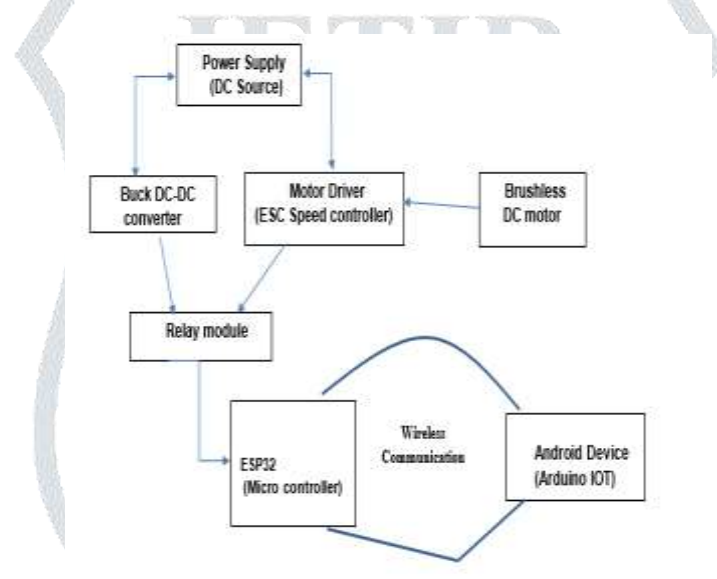 Power Supply
(DC Source)
Buck DC-DC
converter
Motor Driver
(ESC Speed controller)
Brushless
DC motor
Relay module
Wireless
Communication
ESP32
(Micro controller)
Android Device
(Arduino IOT)